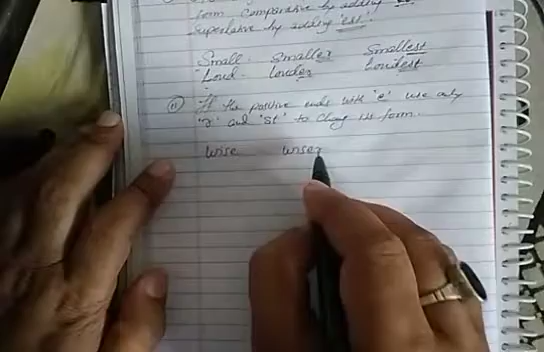 form comparative by adding
Superlative by adding 'est'.
Small Smaller Smallest
Loud Louder Loudest
(ii) If the positive ends with 'e' use only
'r' and 'st' to change its form.
Wise Wiser